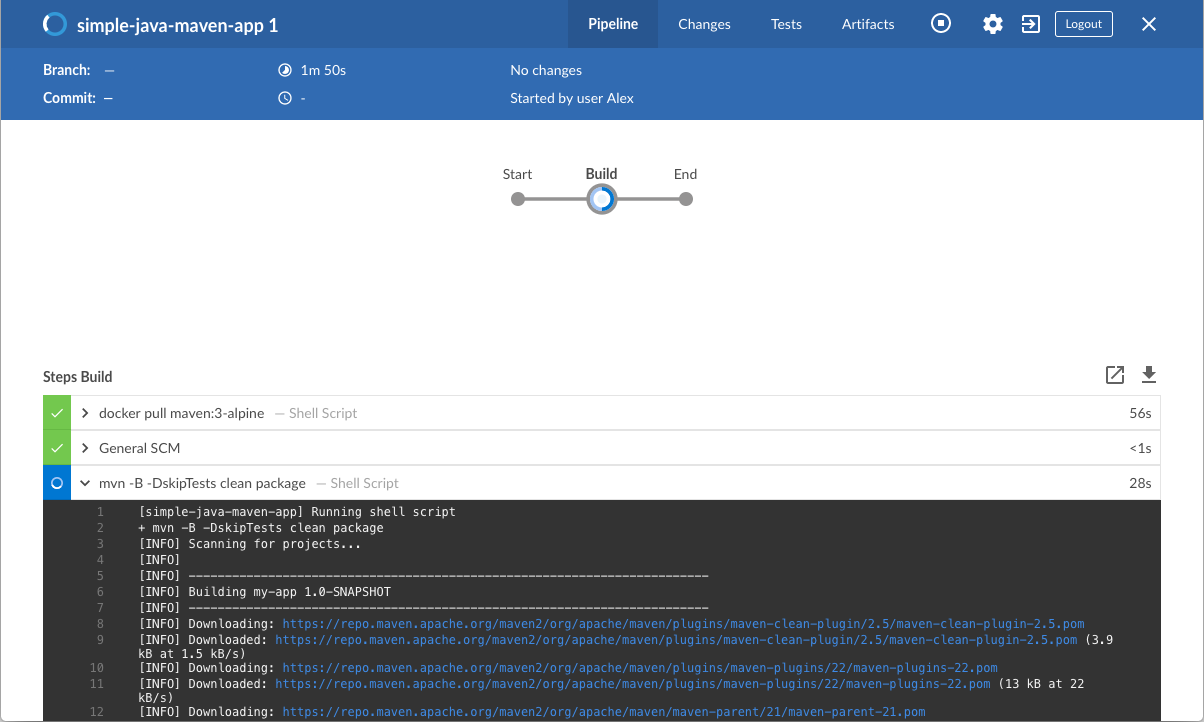 simple-java-maven-app 1
Pipeline Changes Tests Artifacts Logout
Branch: — 1m 50s No changes
Commit: — - Started by user Alex
Start Build End
Steps Build
docker pull maven:3-alpine — Shell Script 56s
General SCM <1s
mvn -B -DskipTests clean package — Shell Script 28s
1 [simple-java-maven-app] Running shell script
2 + mvn -B -DskipTests clean package
3 [INFO] Scanning for projects...
4 [INFO]
5 [INFO] ------------------------------------------------------------------------
6 [INFO] Building my-app 1.0-SNAPSHOT
7 [INFO] ------------------------------------------------------------------------
8 [INFO] Downloading: https://repo.maven.apache.org/maven2/org/apache/maven/plugins/maven-clean-plugin/2.5/maven-clean-plugin-2.5.pom
9 [INFO] Downloaded: https://repo.maven.apache.org/maven2/org/apache/maven/plugins/maven-clean-plugin/2.5/maven-clean-plugin-2.5.pom (3.9
kB at 1.5 kB/s)
10 [INFO] Downloading: https://repo.maven.apache.org/maven2/org/apache/maven/plugins/maven-plugins/22/maven-plugins-22.pom
11 [INFO] Downloaded: https://repo.maven.apache.org/maven2/org/apache/maven/plugins/maven-plugins/22/maven-plugins-22.pom (13 kB at 22
kB/s)
12 [INFO] Downloading: https://repo.maven.apache.org/maven2/org/apache/maven/maven-parent/21/maven-parent-21.pom